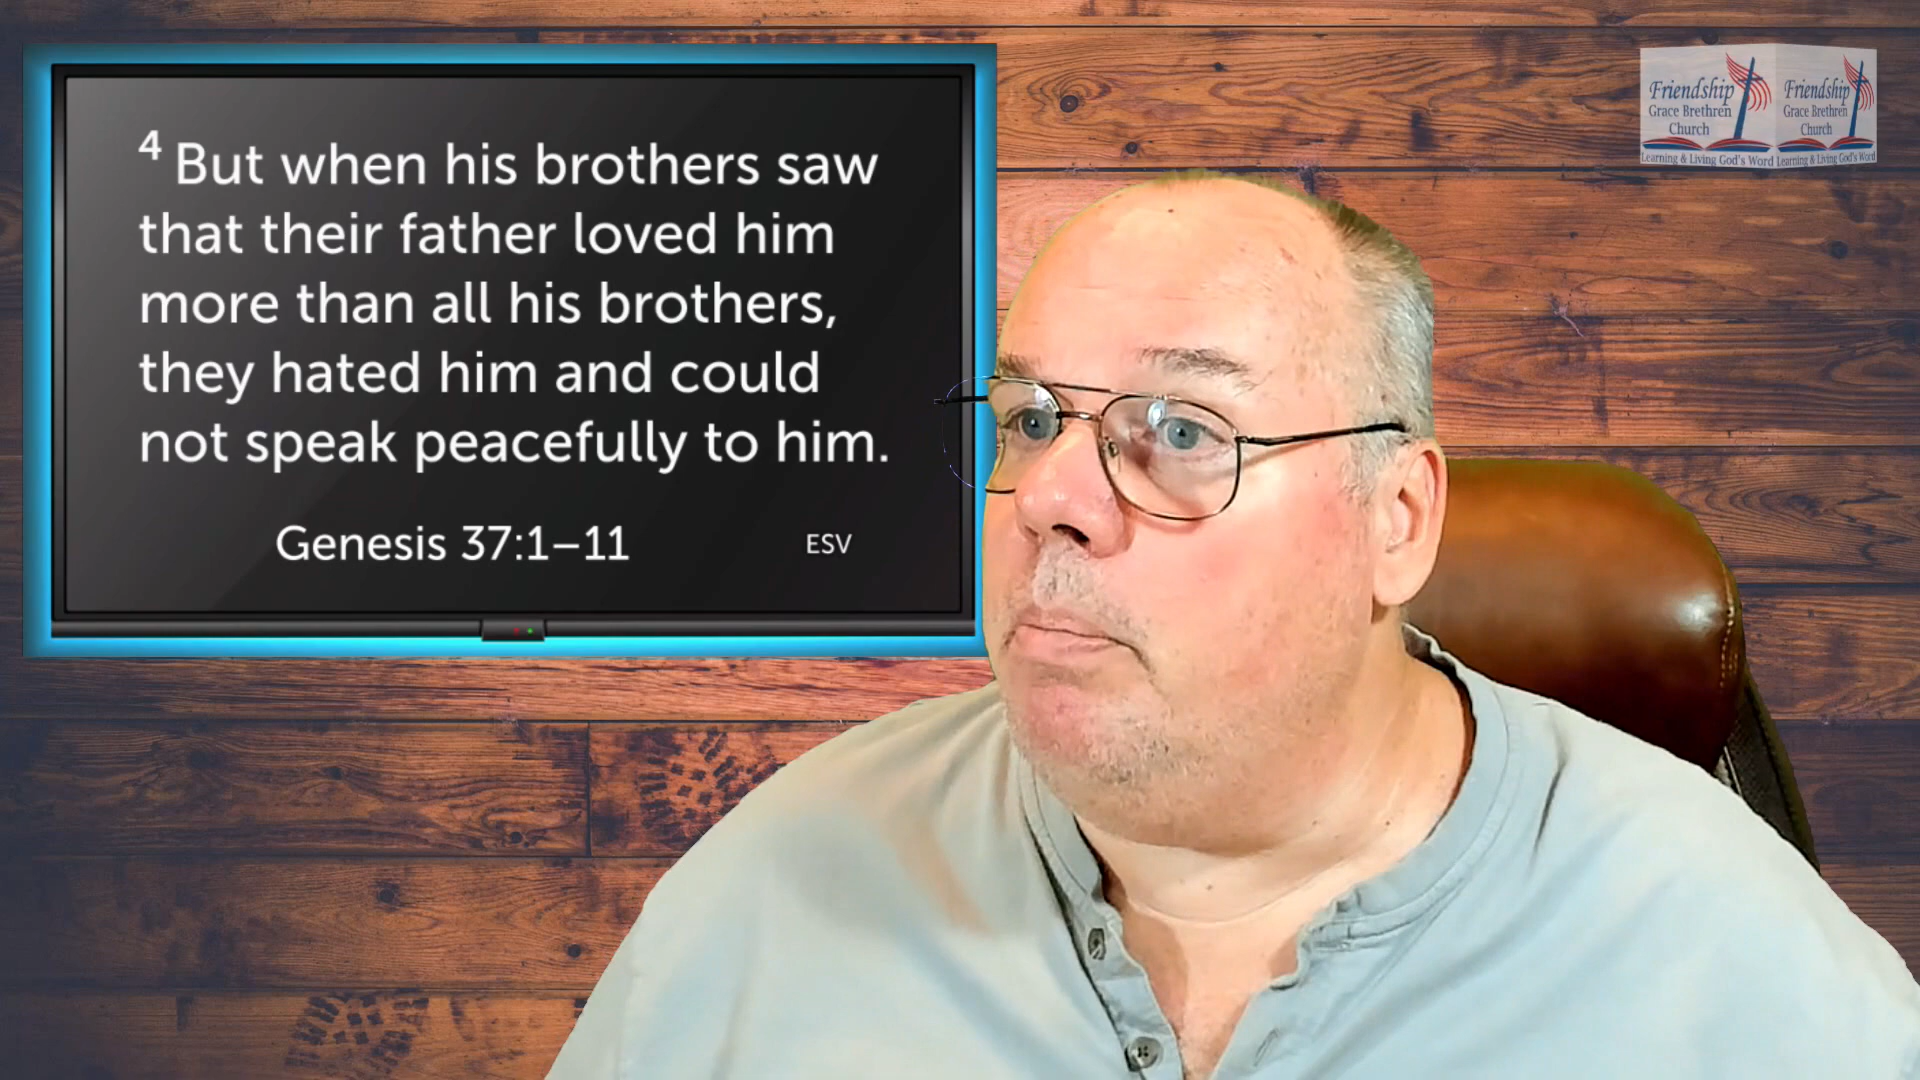 4 But when his brothers saw
that their father loved him
more than all his brothers,
they hated him and could
not speak peacefully to him.
Genesis 37:1–11 ESV
Friendship
Grace Brethren
Church
Learning & Living God's Word
Friendship
Grace Brethren
Church
Learning & Living God's Word